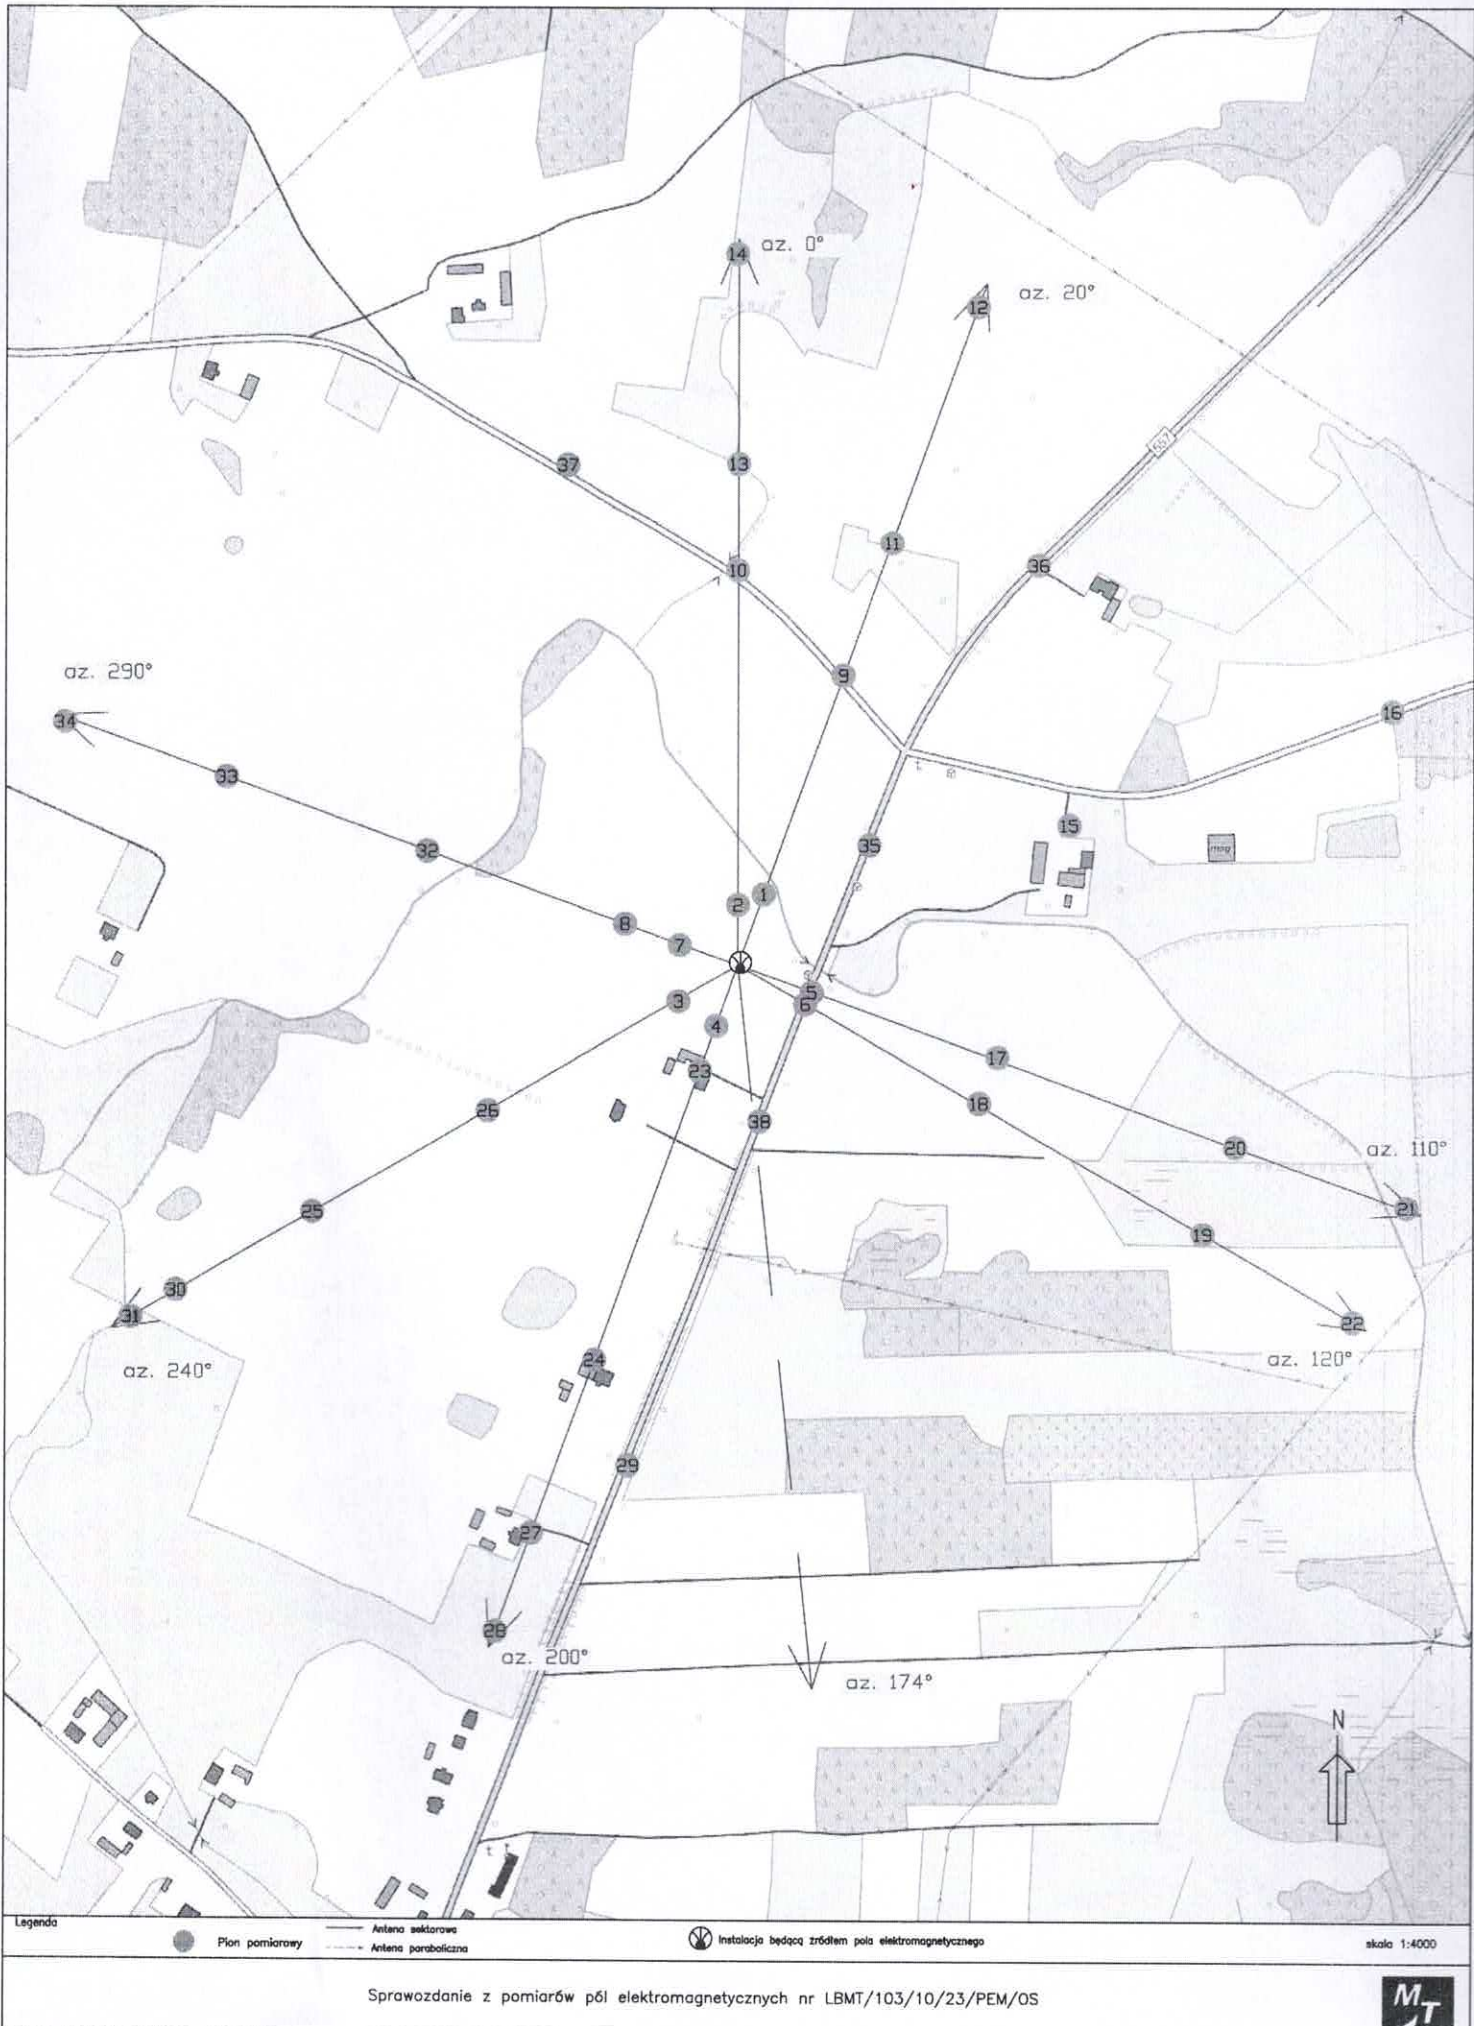 14 az. 0°
12 az. 20°
557
37
13
11
10
36
az. 290°
9
16
34
33
15
32
35
mag
1
2
8
7
5
3
6
4
17
23
18
26
38
20
az. 110°
21
25
19
30
31
22
24
az. 240°
az. 120°
29
27
28
az. 200°
az. 174°
N
Legenda
Pion pomiarowy
Antena sektorowa
Antena paraboliczna
Instalacja będącą źródłem pola elektromagnetycznego
skala 1:4000
Sprawozdanie z pomiarów pól elektromagnetycznych nr LBMT/103/10/23/PEM/OS
MT